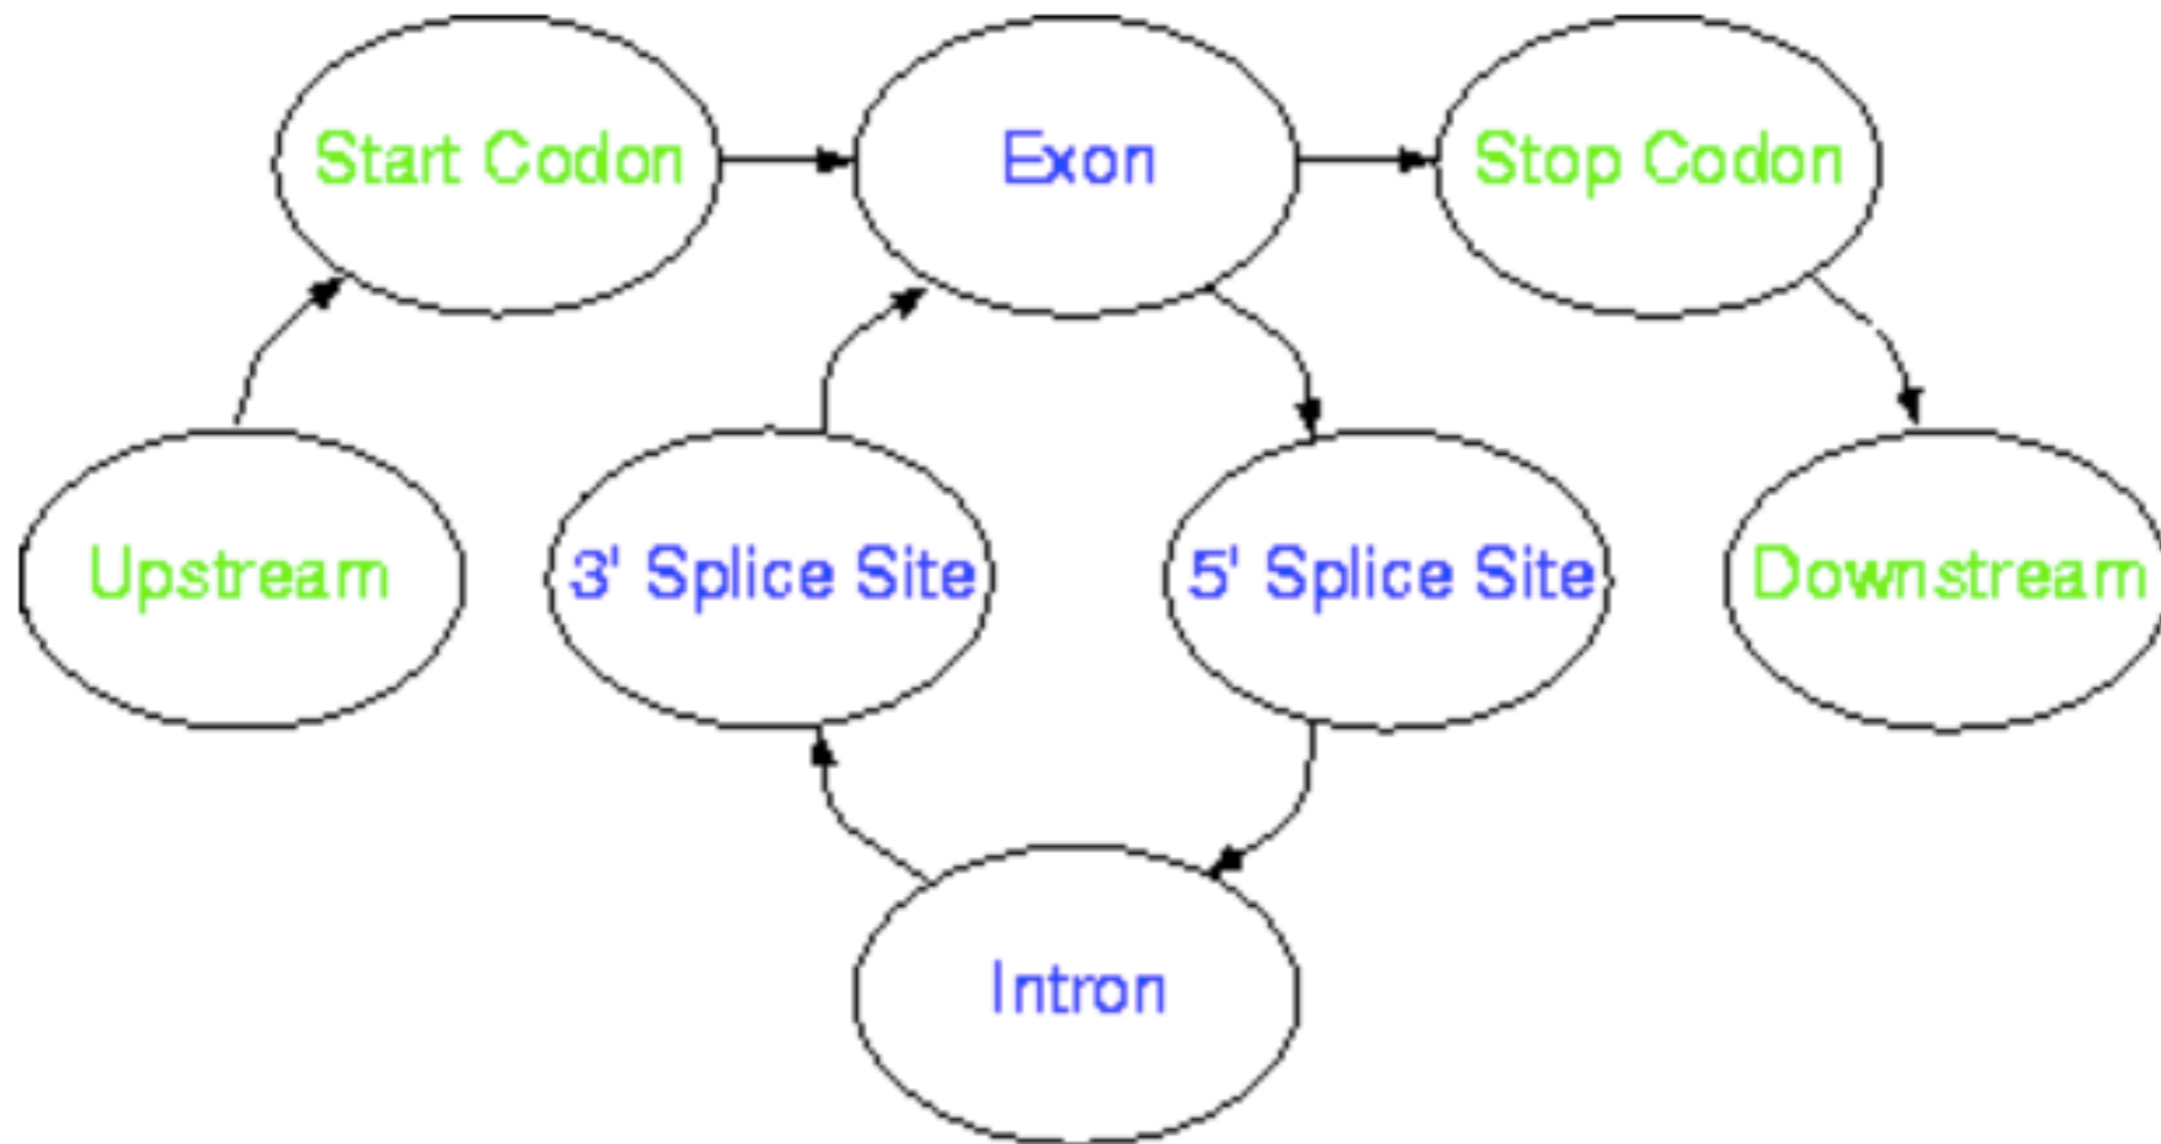 Start Codon
Exon
Stop Codon
Upstream
3' Splice Site
5' Splice Site
Downstream
Intron